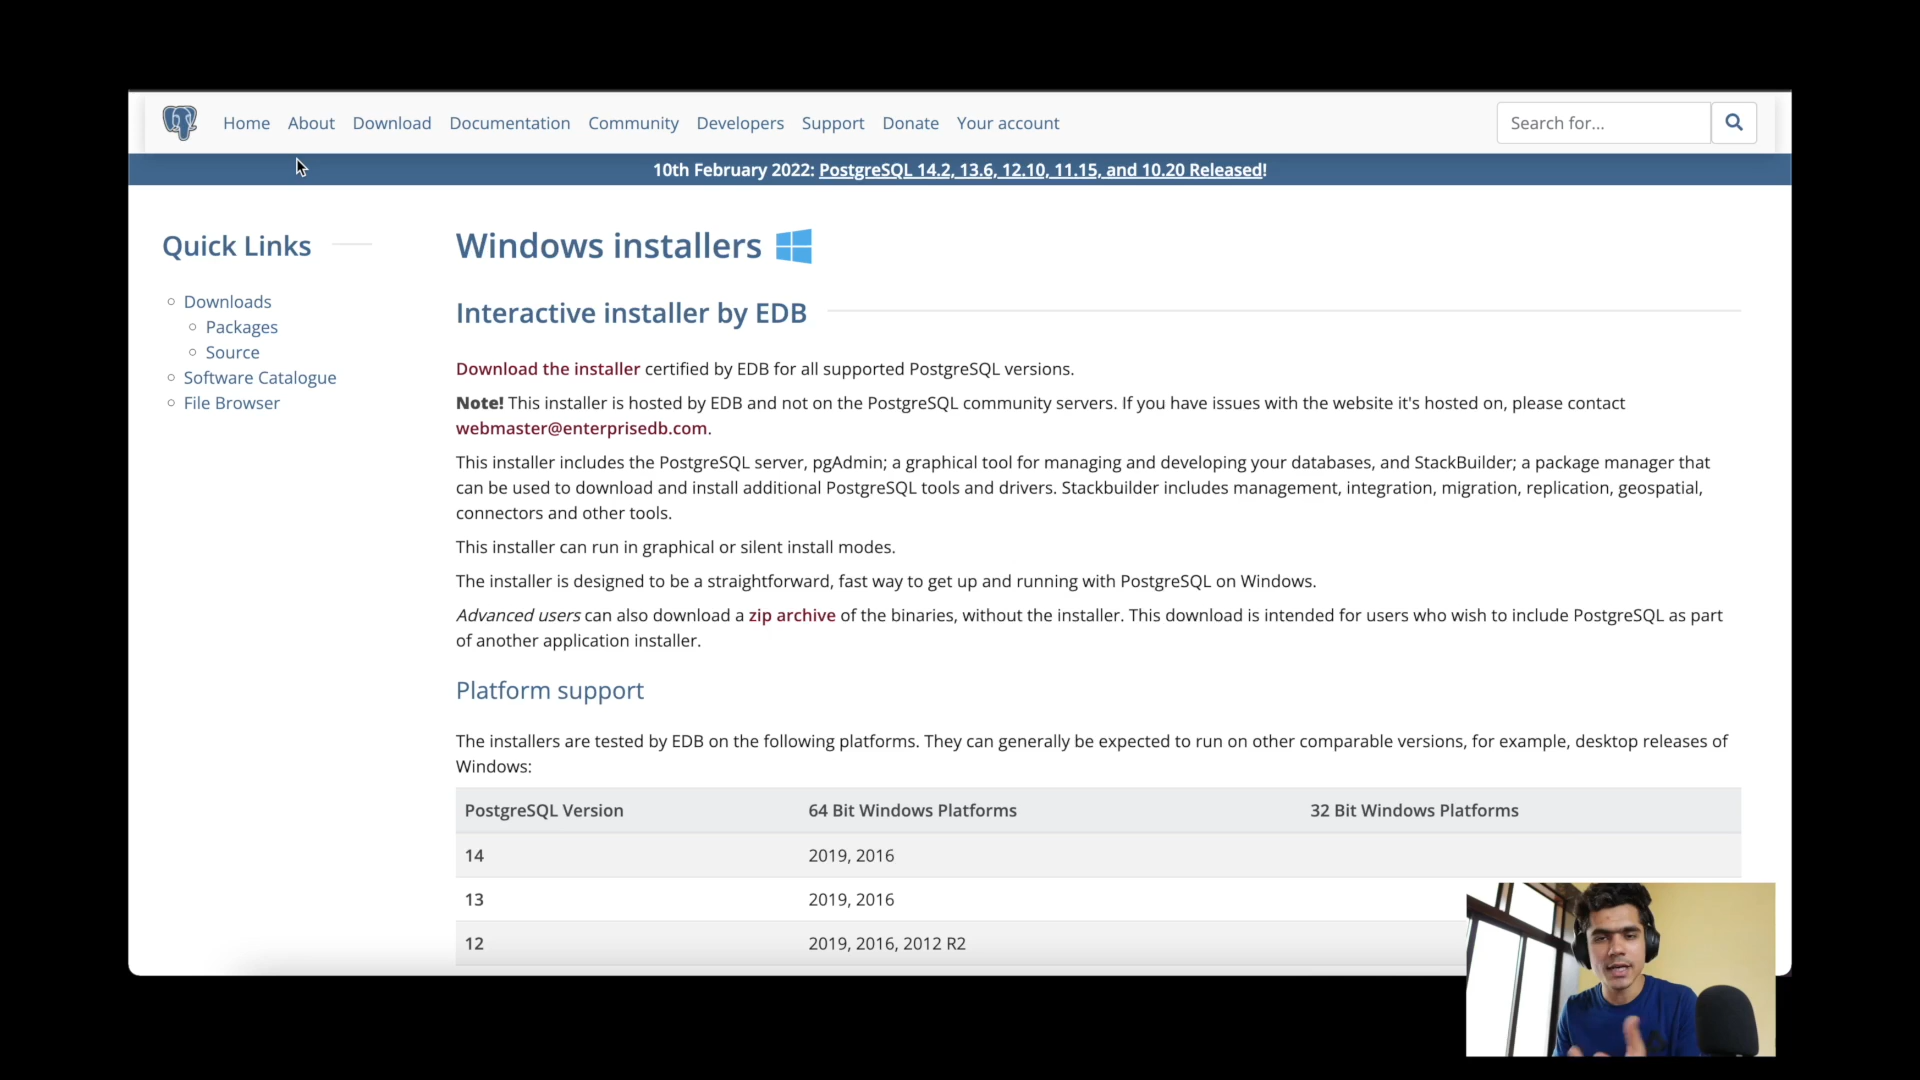 Home About Download Documentation Community Developers Support Donate Your account Search for...
10th February 2022: PostgreSQL 14.2, 13.6, 12.10, 11.15, and 10.20 Released!
Quick Links
Downloads
Packages
Source
Software Catalogue
File Browser
Windows installers
Interactive installer by EDB
Download the installer certified by EDB for all supported PostgreSQL versions.
Note! This installer is hosted by EDB and not on the PostgreSQL community servers. If you have issues with the website it's hosted on, please contact
webmaster@enterprisedb.com.
This installer includes the PostgreSQL server, pgAdmin; a graphical tool for managing and developing your databases, and StackBuilder; a package manager that
can be used to download and install additional PostgreSQL tools and drivers. Stackbuilder includes management, integration, migration, replication, geospatial,
connectors and other tools.
This installer can run in graphical or silent install modes.
The installer is designed to be a straightforward, fast way to get up and running with PostgreSQL on Windows.
Advanced users can also download a zip archive of the binaries, without the installer. This download is intended for users who wish to include PostgreSQL as part
of another application installer.
Platform support
The installers are tested by EDB on the following platforms. They can generally be expected to run on other comparable versions, for example, desktop releases of
Windows:
PostgreSQL Version 64 Bit Windows Platforms 32 Bit Windows Platforms
14 2019, 2016
13 2019, 2016
12 2019, 2016, 2012 R2